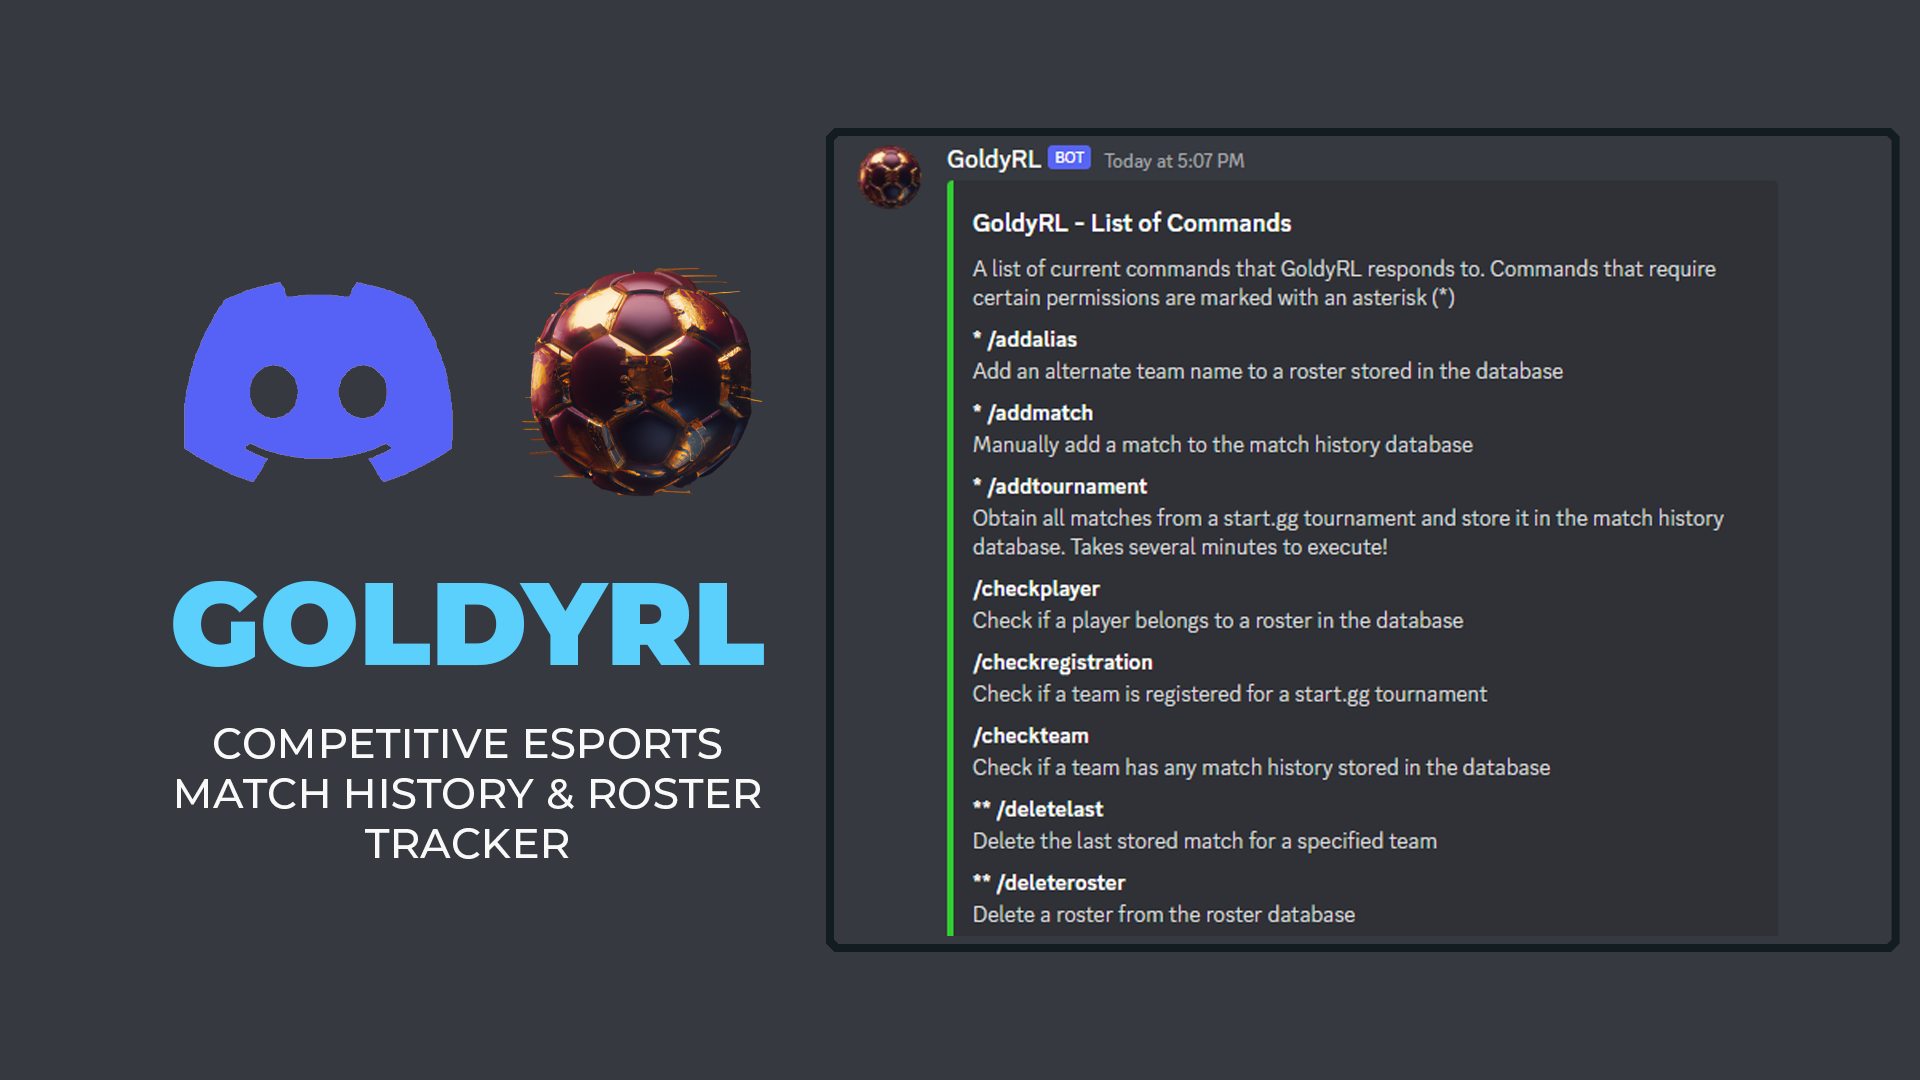 GOLDYRL
COMPETITIVE ESPORTS
MATCH HISTORY & ROSTER
TRACKER
GoldyRL BOT Today at 5:07 PM
GoldyRL - List of Commands
A list of current commands that GoldyRL responds to. Commands that require
certain permissions are marked with an asterisk (*)
* /addalias
Add an alternate team name to a roster stored in the database
* /addmatch
Manually add a match to the match history database
* /addtournament
Obtain all matches from a start.gg tournament and store it in the match history
database. Takes several minutes to execute!
/checkplayer
Check if a player belongs to a roster in the database
/checkregistration
Check if a team is registered for a start.gg tournament
/checkteam
Check if a team has any match history stored in the database
** /deletelast
Delete the last stored match for a specified team
** /deleteroster
Delete a roster from the roster database